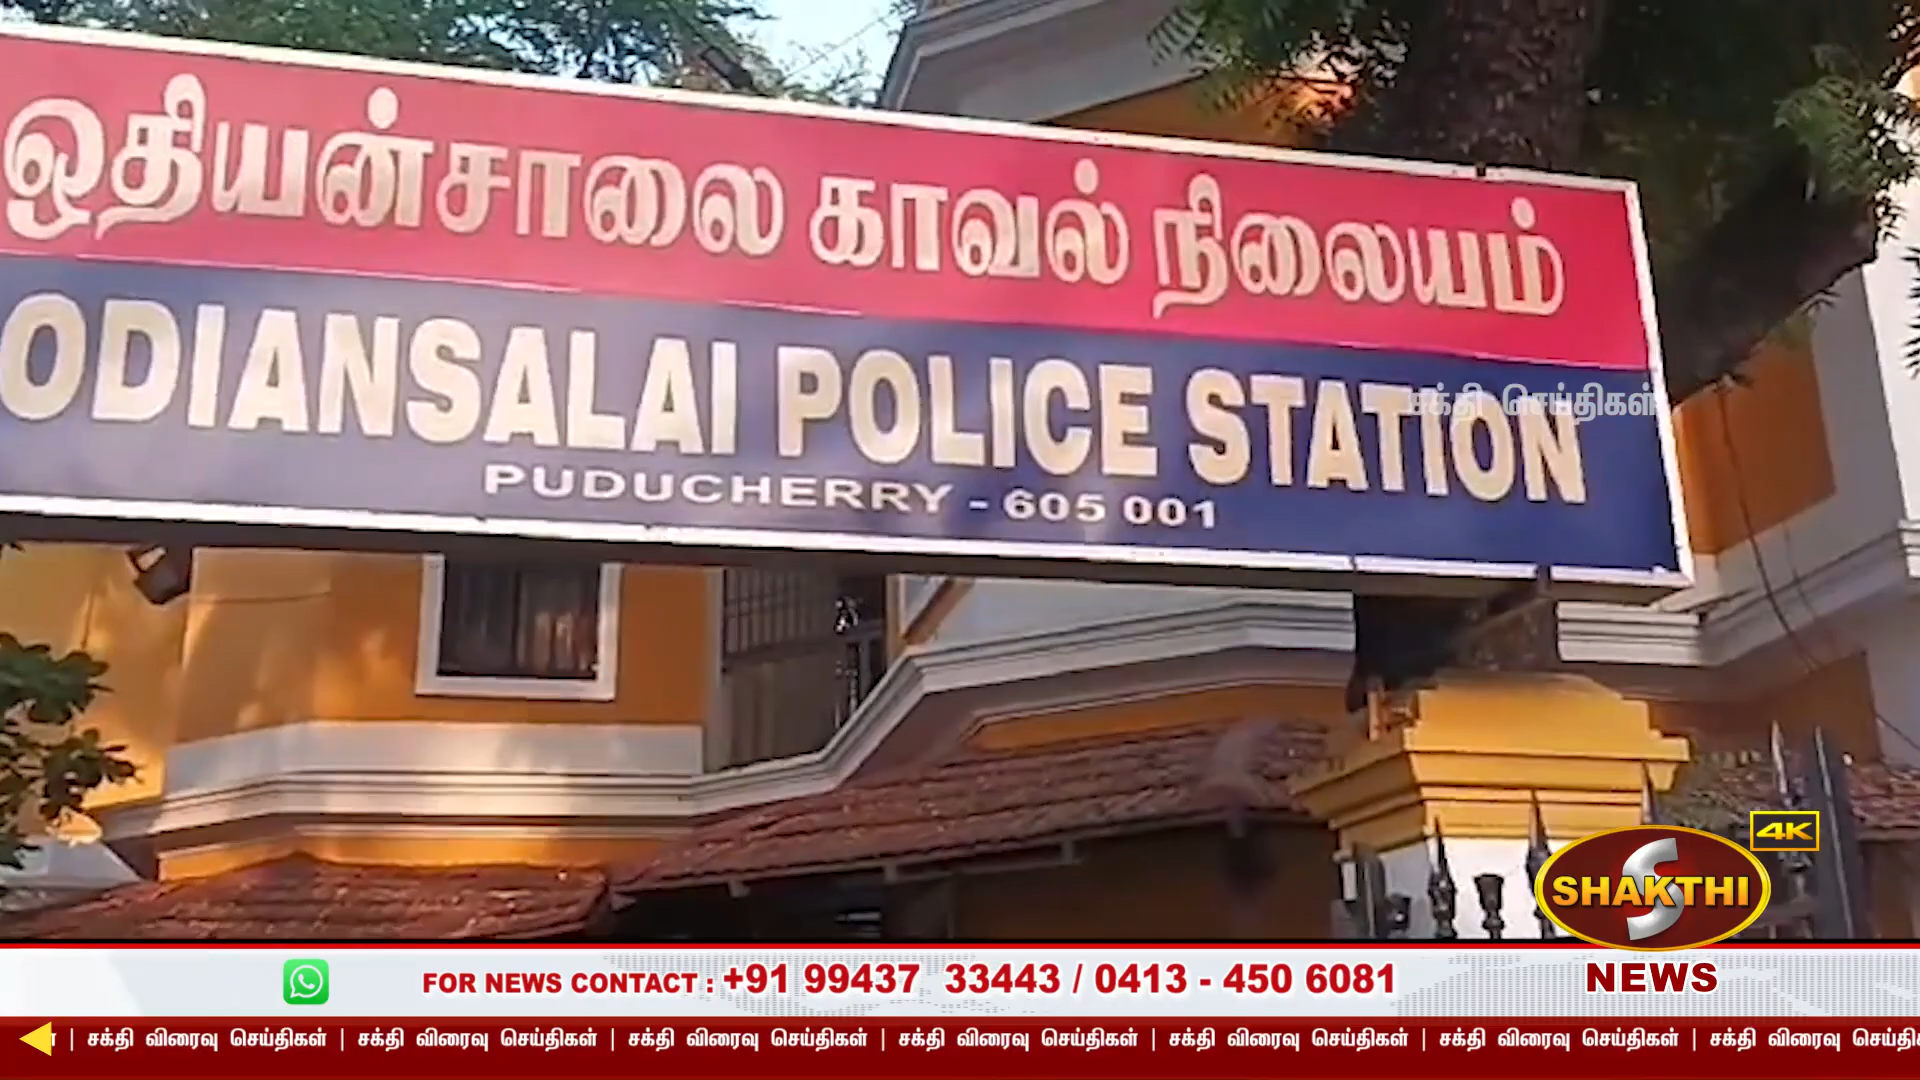 ஒதியன்சாலை காவல் நிலையம்
ODIANSALAI POLICE STATION
சக்தி செய்திகள்
PUDUCHERRY - 605 001
4K
SHAKTHI
NEWS
FOR NEWS CONTACT : +91 99437 33443 / 0413 - 450 6081
| சக்தி விரைவு செய்திகள் | சக்தி விரைவு செய்திகள் | சக்தி விரைவு செய்திகள் | சக்தி விரைவு செய்திகள் | சக்தி விரைவு செய்திகள் | சக்தி விரைவு செய்திகள் | சக்தி விரைவு